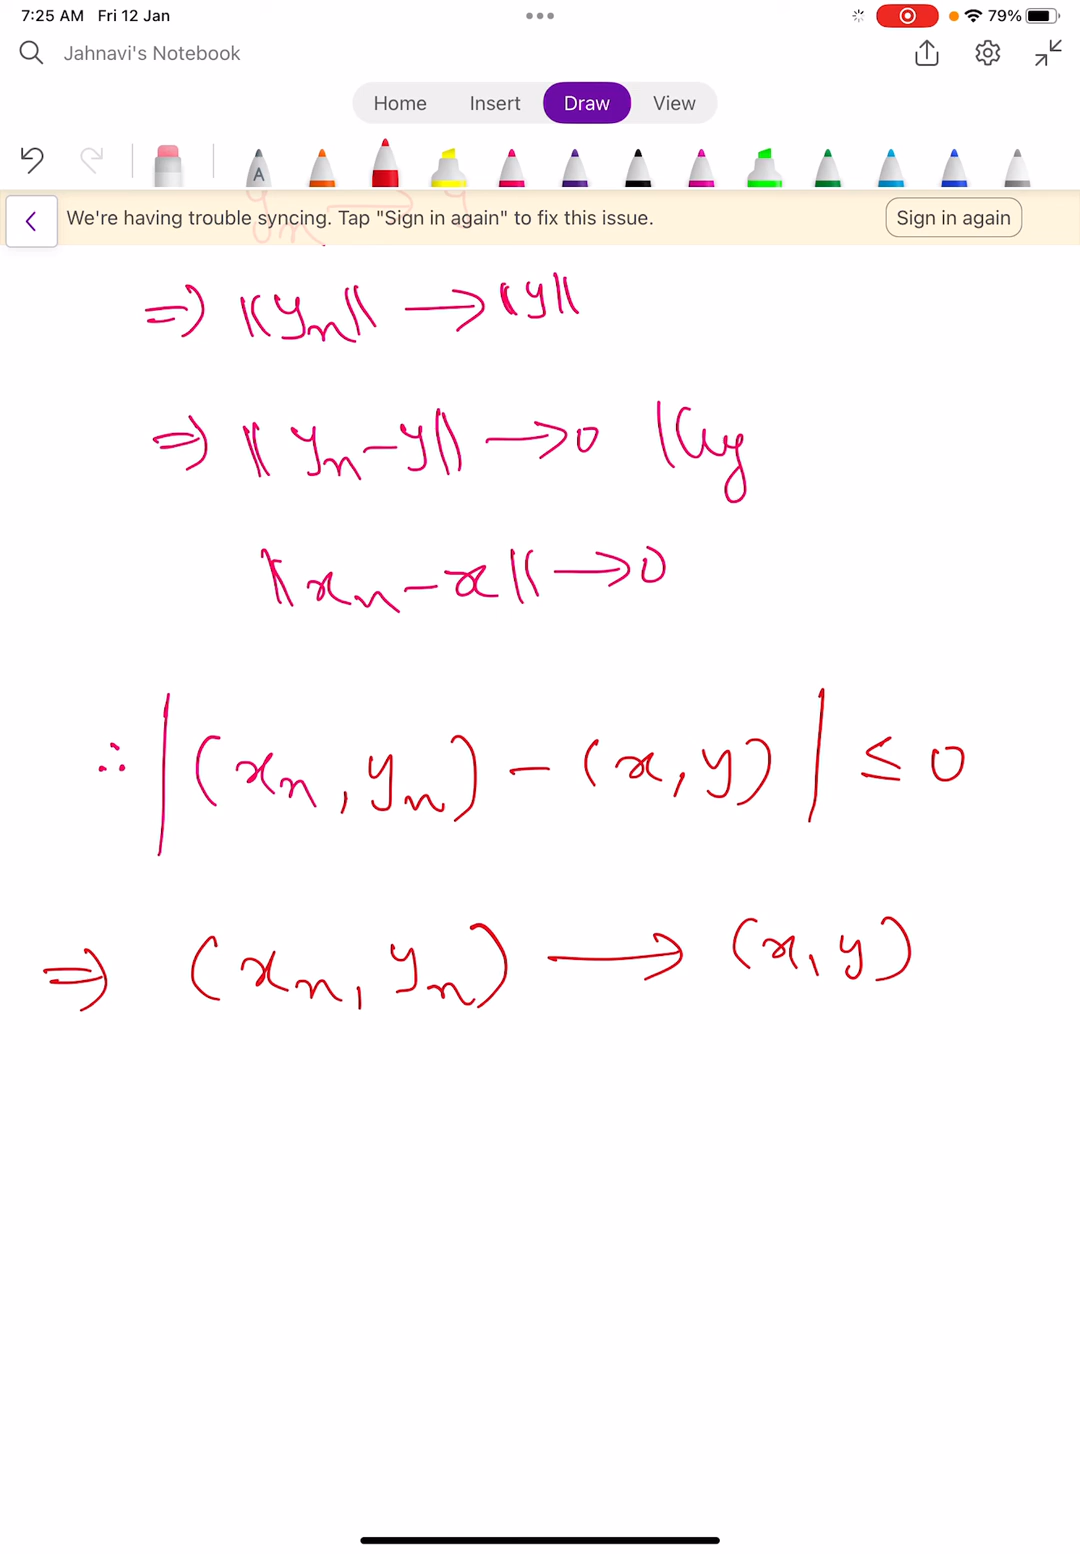 7:25 AM Fri 12 Jan
79%
Jahnavi's Notebook
Home Insert Draw View
A
We're having trouble syncing. Tap "Sign in again" to fix this issue.
Sign in again
yn → y
⇒ ||yn|| → ||y||
⇒ ||yn - y|| → 0 |||ly
||xn - x|| → 0
∴ |(xn, yn) - (x, y)| ≤ 0
⇒ (xn, yn) → (x, y)